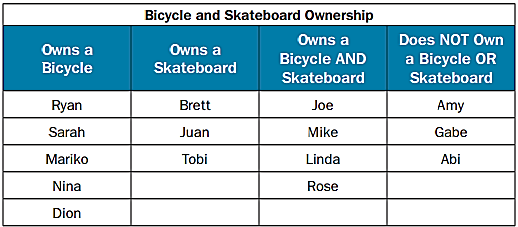 Bicycle and Skateboard Ownership
Owns a
Bicycle
Owns a
Skateboard
Owns a
Bicycle AND
Skateboard
Does NOT Own
a Bicycle OR
Skateboard
Ryan Brett Joe Amy
Sarah Juan Mike Gabe
Mariko Tobi Linda Abi
Nina Rose
Dion